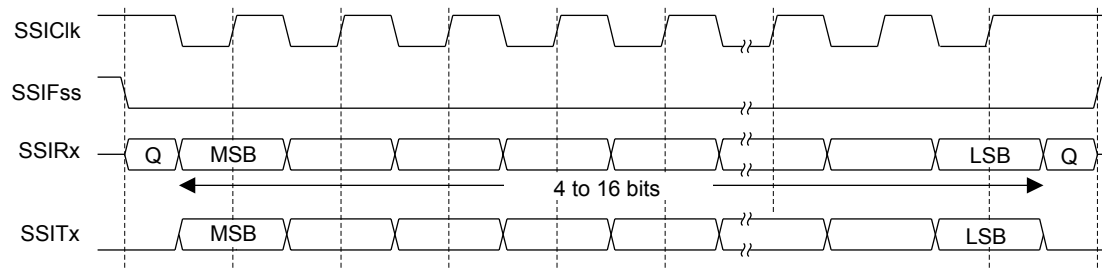 SSIClk
SSIFss
SSIRx Q MSB LSB Q
4 to 16 bits
SSITx MSB LSB